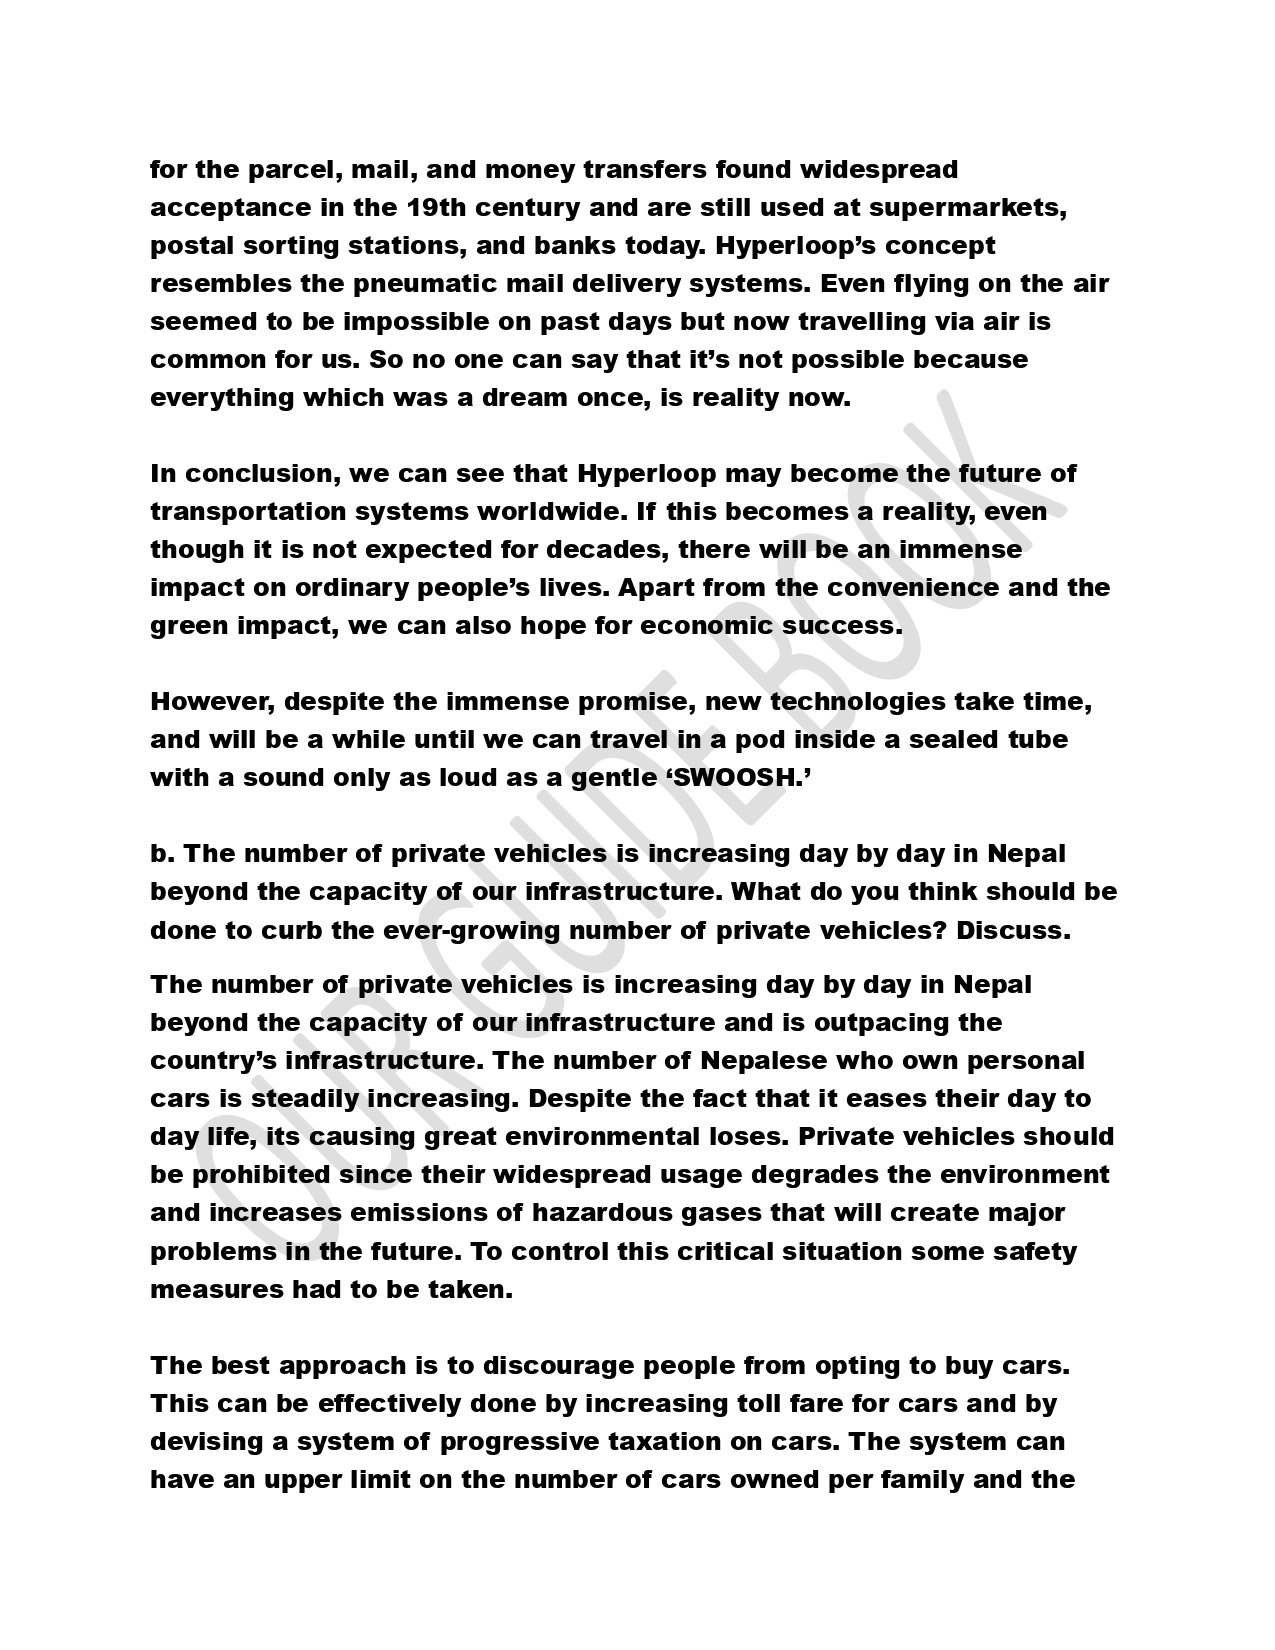 for the parcel, mail, and money transfers found widespread
acceptance in the 19th century and are still used at supermarkets,
postal sorting stations, and banks today. Hyperloop’s concept
resembles the pneumatic mail delivery systems. Even flying on the air
seemed to be impossible on past days but now travelling via air is
common for us. So no one can say that it’s not possible because
everything which was a dream once, is reality now.
In conclusion, we can see that Hyperloop may become the future of
transportation systems worldwide. If this becomes a reality, even
though it is not expected for decades, there will be an immense
impact on ordinary people’s lives. Apart from the convenience and the
green impact, we can also hope for economic success.
However, despite the immense promise, new technologies take time,
and will be a while until we can travel in a pod inside a sealed tube
with a sound only as loud as a gentle ‘SWOOSH.’
b. The number of private vehicles is increasing day by day in Nepal
beyond the capacity of our infrastructure. What do you think should be
done to curb the ever-growing number of private vehicles? Discuss.
The number of private vehicles is increasing day by day in Nepal
beyond the capacity of our infrastructure and is outpacing the
country’s infrastructure. The number of Nepalese who own personal
cars is steadily increasing. Despite the fact that it eases their day to
day life, its causing great environmental loses. Private vehicles should
be prohibited since their widespread usage degrades the environment
and increases emissions of hazardous gases that will create major
problems in the future. To control this critical situation some safety
measures had to be taken.
The best approach is to discourage people from opting to buy cars.
This can be effectively done by increasing toll fare for cars and by
devising a system of progressive taxation on cars. The system can
have an upper limit on the number of cars owned per family and the
OUR GUIDE BOOK